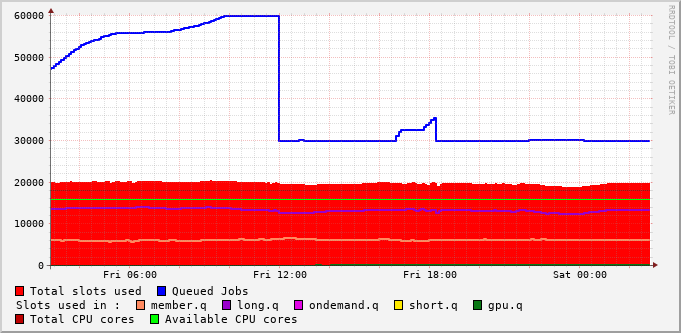 RRDTOOL / TOBI OETIKER
60000
50000
40000
30000
20000
10000
0
Fri 06:00 Fri 12:00 Fri 18:00 Sat 00:00
Total slots used Queued Jobs
Slots used in : member.q long.q ondemand.q short.q gpu.q
Total CPU cores Available CPU cores